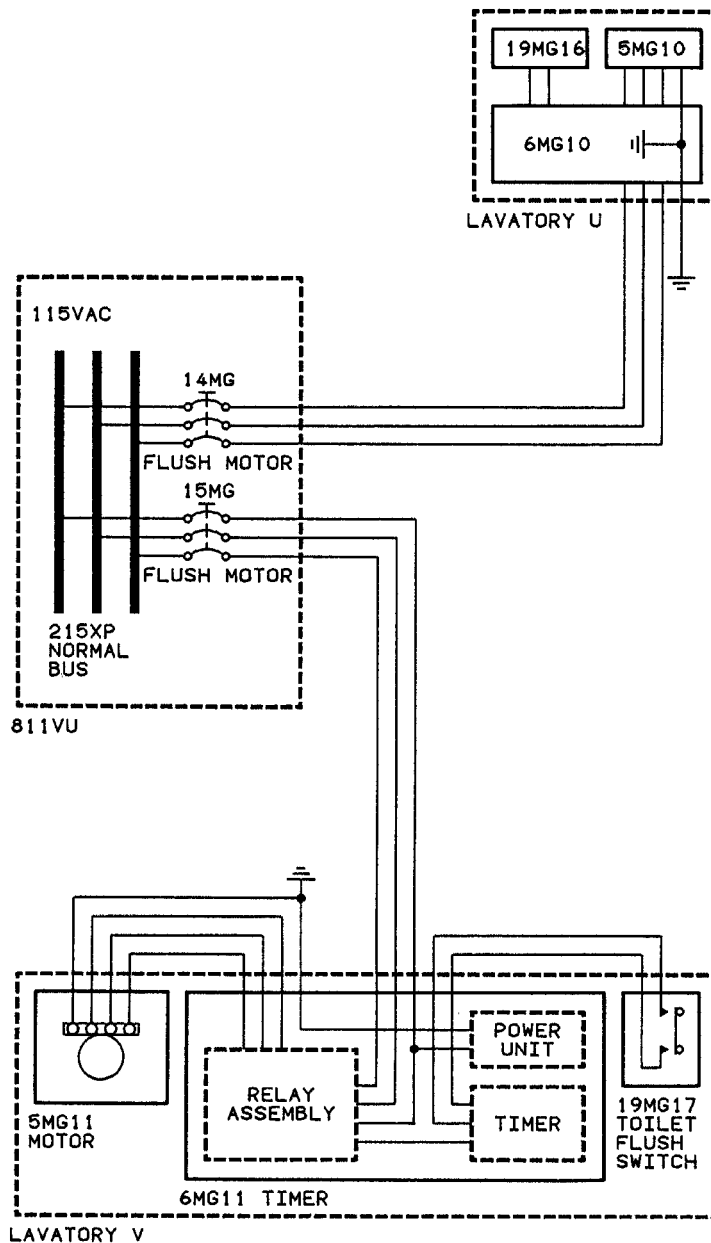 19MG16
5MG10
6MG10
LAVATORY U
115VAC
14MG
FLUSH MOTOR
15MG
FLUSH MOTOR
215XP
NORMAL
BUS
811VU
POWER
UNIT
RELAY
ASSEMBLY
TIMER
5MG11
MOTOR
19MG17
TOILET
FLUSH
SWITCH
6MG11 TIMER
LAVATORY V